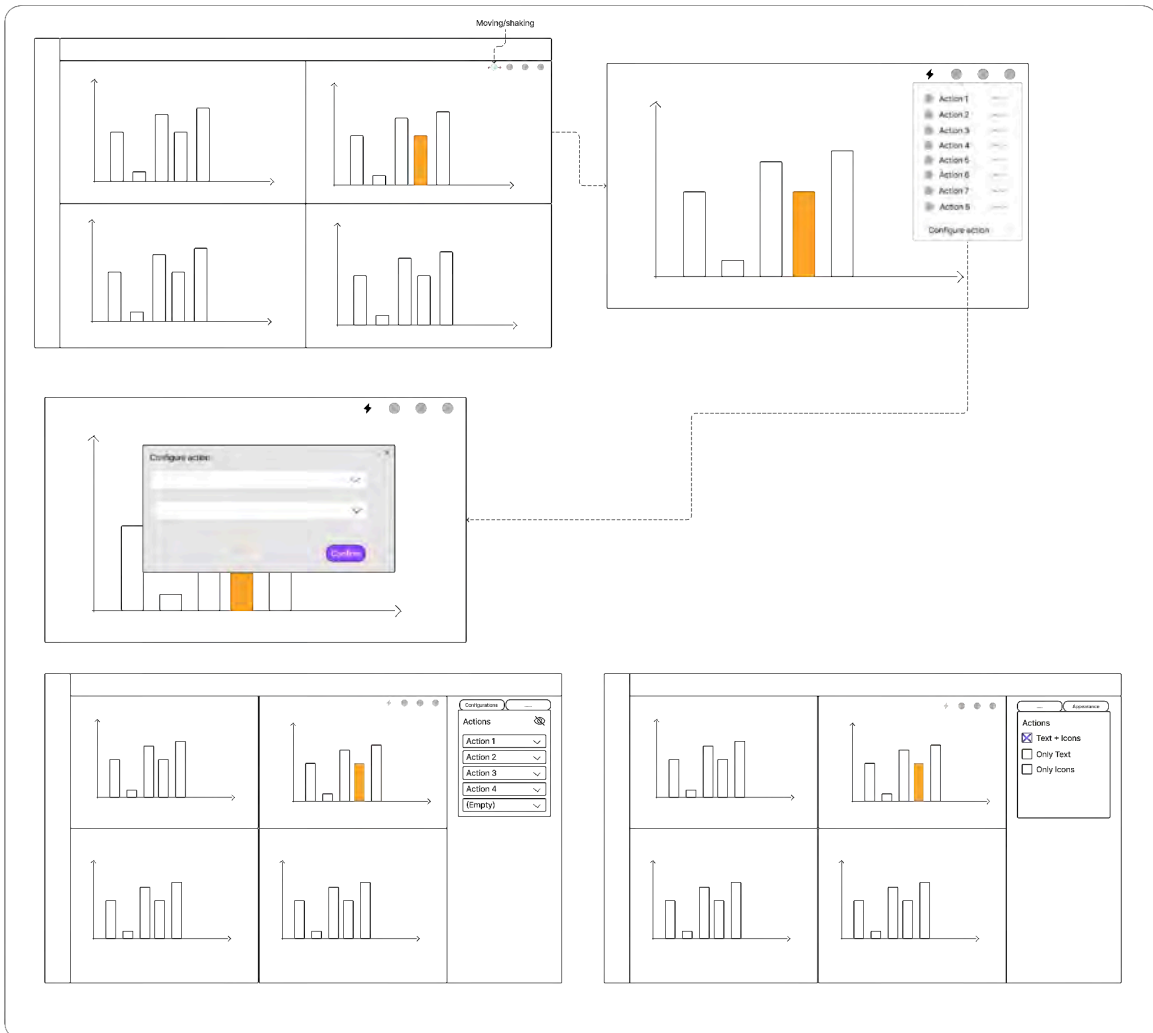 Moving/shaking
Action 1
Action 2
Action 3
Action 4
Action 5
Action 6
Action 7
Action 8
Configure action
Configure action
Confirm
Configurations
Actions
Action 1
Action 2
Action 3
Action 4
(Empty)
Appearance
Actions
Text + Icons
Only Text
Only Icons